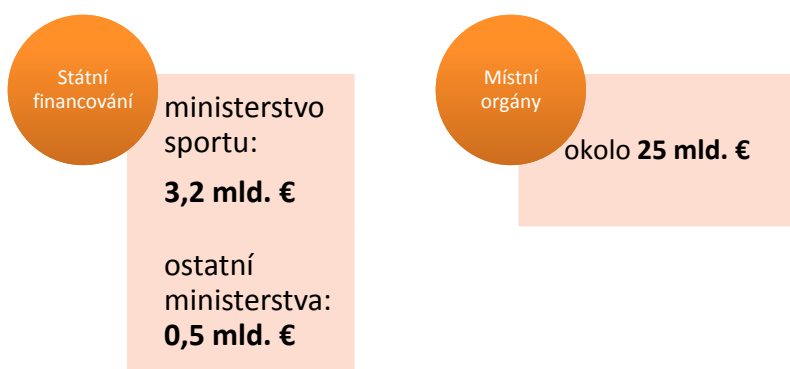 Státní
financování
ministerstvo
sportu:
3,2 mld. €
ostatní
ministerstva:
0,5 mld. €
Místní
orgány
okolo 25 mld. €